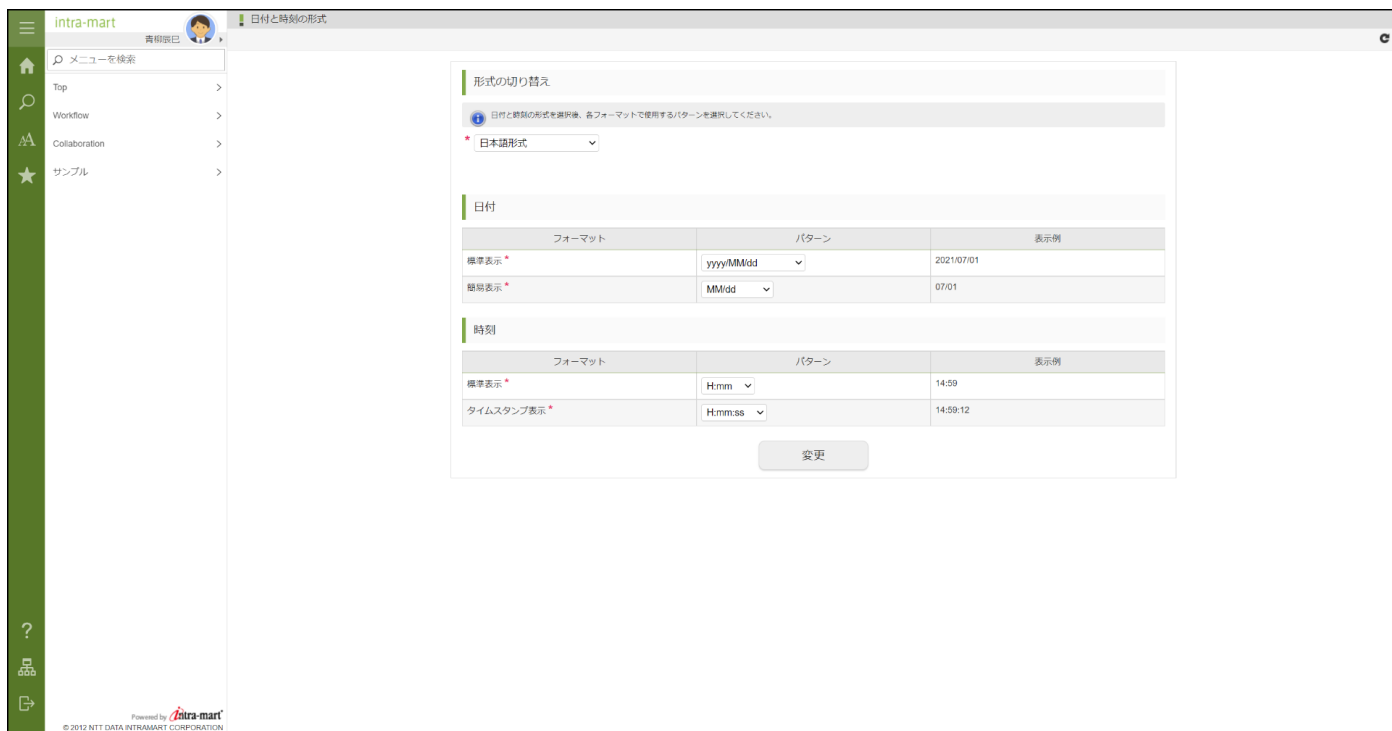 intra-mart
青柳辰巳
メニューを検索
Top
Workflow
Collaboration
サンプル
Powered by intra-mart
© 2012 NTT DATA INTRAMART CORPORATION
日付と時刻の形式
形式の切り替え
日付と時刻の形式を選択後、各フォーマットで使用するパターンを選択してください。
* 日本語形式
日付
フォーマット パターン 表示例
標準表示 * yyyy/MM/dd 2021/07/01
簡易表示 * MM/dd 07/01
時刻
フォーマット パターン 表示例
標準表示 * H:mm 14:59
タイムスタンプ表示 * H:mm:ss 14:59:12
変更